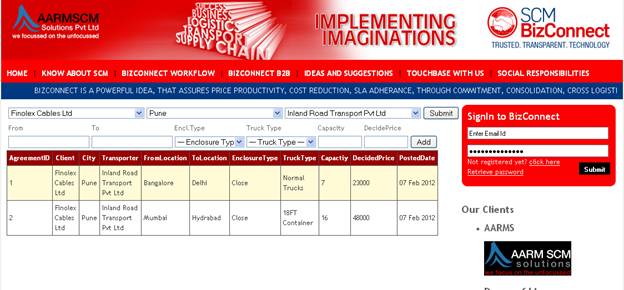 AARMSCM
Solutions Pvt Ltd
we focussed on the unfocussed
SUCCESS
BUSINESS
LOGISTIC
TRANSPORT
SUPPLY CHAIN
IMPLEMENTING
IMAGINATIONS
SCM
BizConnect
TRUSTED. TRANSPARENT. TECHNOLOGY
HOME | KNOW ABOUT SCM | BIZCONNECT WORKFLOW | BIZCONNECT B2B | IDEAS AND SUGGESTIONS | TOUCHBASE WITH US | SOCIAL RESPONSIBILITIES
BIZCONNECT IS A POWERFUL IDEA, THAT ASSURES PRICE PRODUCTIVITY, COST REDUCTION, SLA ADHERANCE, THROUGH COMMITMENT, CONSOLIDATION, CROSS LOGISTI
Finolex Cables Ltd Pune Inland Road Transport Pvt Ltd Submit
From To Encl.Type Truck Type Capacity DecidePrice
--- Enclosure Typ --- Truck Type --- Add
AgreementID Client City Transporter FromLocation ToLocation EnclosureType TruckType Capactiy DecidedPrice PostedDate
1 Finolex Cables Ltd Pune Inland Road Transport Pvt Ltd Bangalore Delhi Close Normal Trucks 7 23000 07 Feb 2012
2 Finolex Cables Ltd Pune Inland Road Transport Pvt Ltd Mumbai Hydrabad Close 18FT Container 16 48000 07 Feb 2012
SignIn to BizConnect
Enter Email Id
••••••••••••••
Not registered yet? click here
Retrieve password
Submit
Our Clients
AARMS
AARM SCM
solutions
we focus on the unfocussed